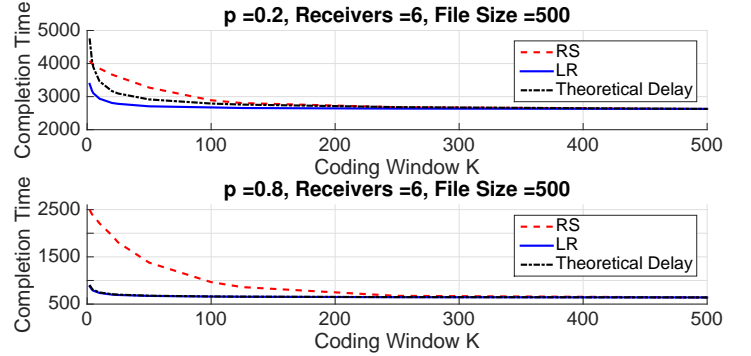 p =0.2, Receivers =6, File Size =500
Completion Time
5000
4000
3000
2000
RS
LR
Theoretical Delay
0 100 200 300 400 500
Coding Window K
p =0.8, Receivers =6, File Size =500
Completion Time
2500
1500
500
RS
LR
Theoretical Delay
0 100 200 300 400 500
Coding Window K